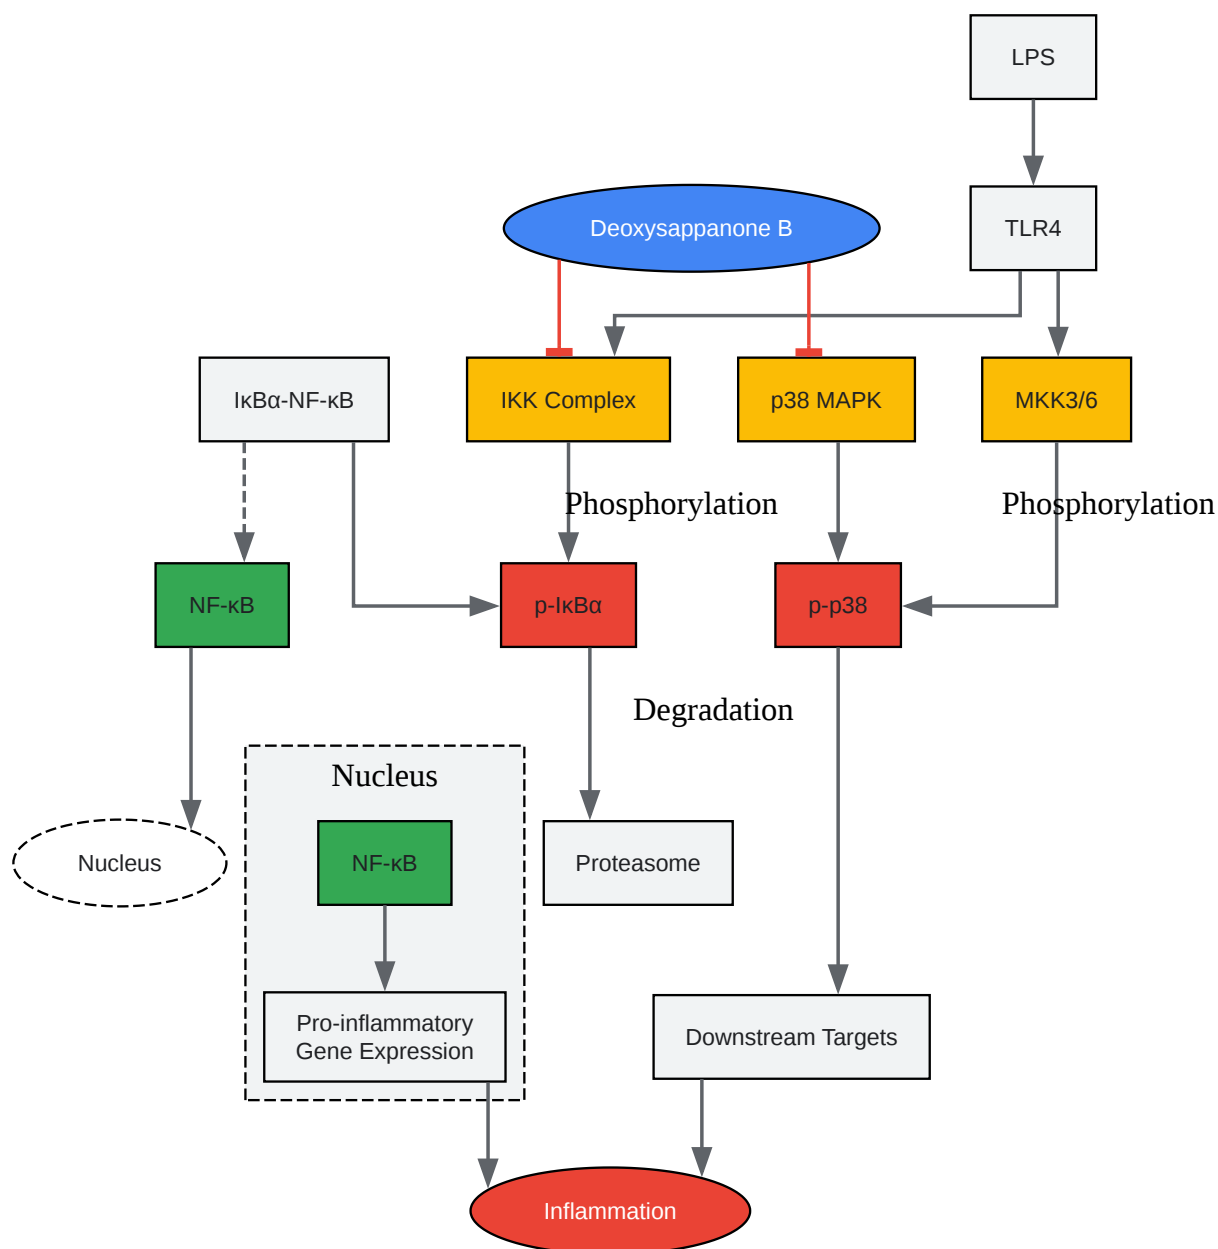 LPS
Deoxysappanone B
TLR4
IκBα-NF-κB
IKK Complex
p38 MAPK
MKK3/6
Phosphorylation
Phosphorylation
NF-κB
p-IκBα
p-p38
Degradation
Nucleus
Nucleus
NF-κB
Proteasome
Pro-inflammatory
Gene Expression
Downstream Targets
Inflammation